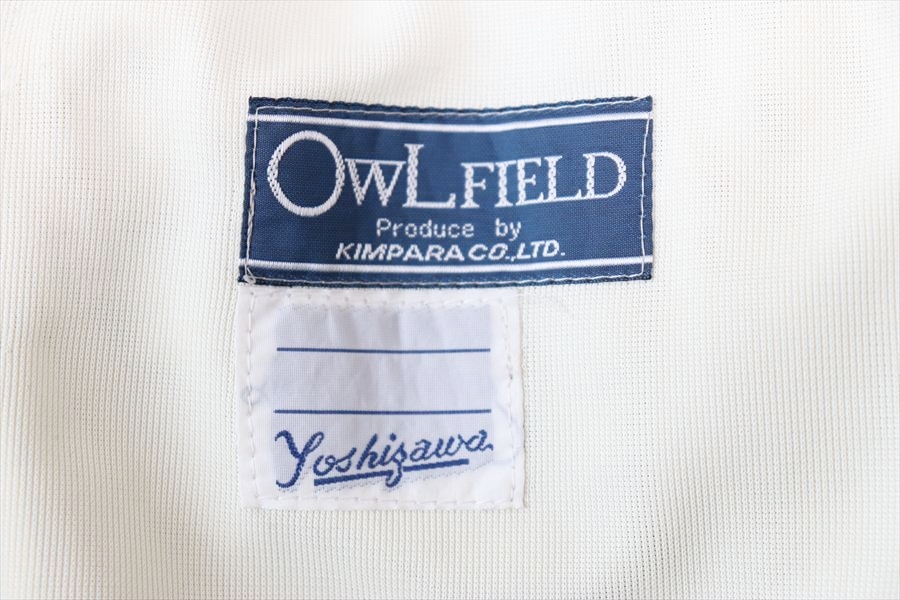 OWLFIELD
Produce by
KIMPARA CO.,LTD.
Yoshizawa